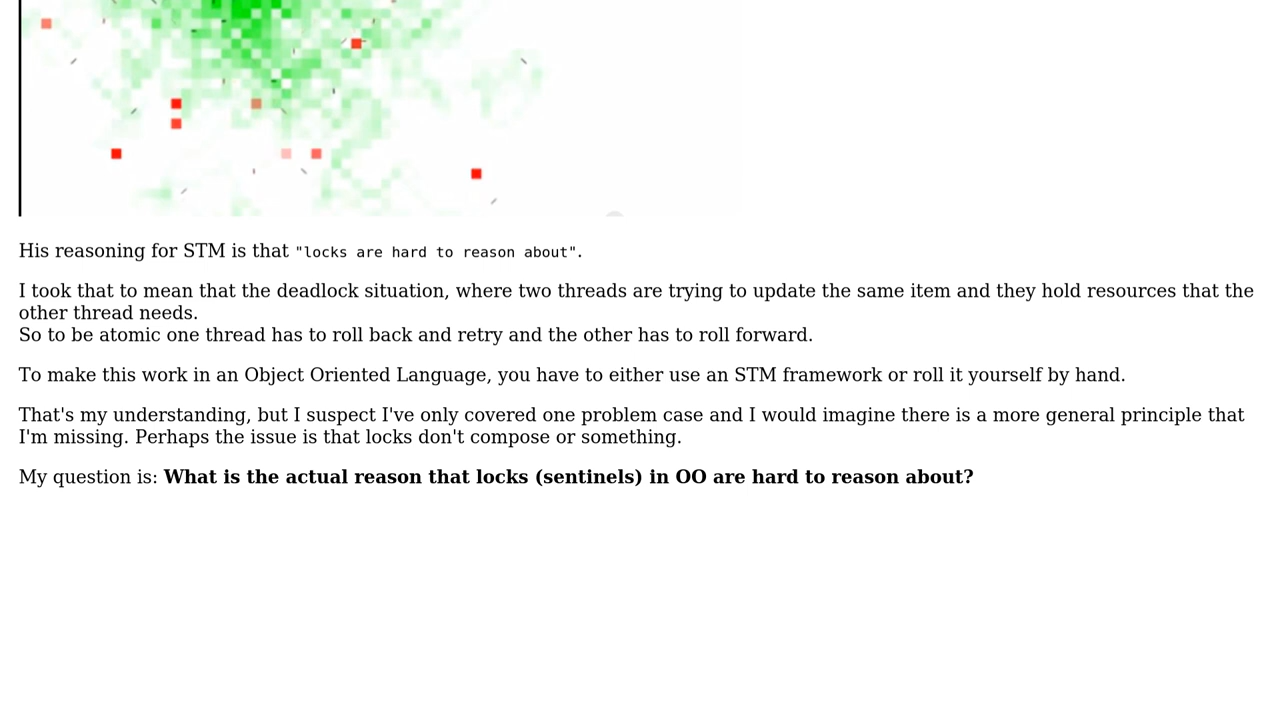 His reasoning for STM is that "locks are hard to reason about".
I took that to mean that the deadlock situation, where two threads are trying to update the same item and they hold resources that the
other thread needs.
So to be atomic one thread has to roll back and retry and the other has to roll forward.
To make this work in an Object Oriented Language, you have to either use an STM framework or roll it yourself by hand.
That's my understanding, but I suspect I've only covered one problem case and I would imagine there is a more general principle that
I'm missing. Perhaps the issue is that locks don't compose or something.
My question is: What is the actual reason that locks (sentinels) in OO are hard to reason about?